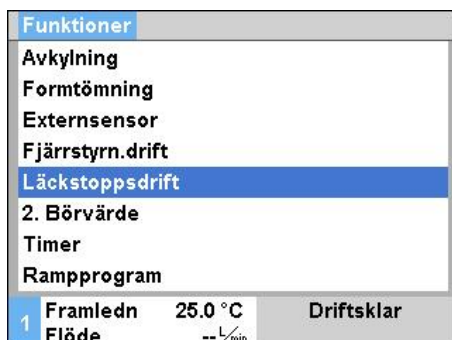 Funktioner
Avkylning
Formtömning
Externsensor
Fjärrstyrn.drift
Läckstoppsdrift
2. Börvärde
Timer
Rampprogram
1 Framledn 25.0 °C Driftsklar
Flöde -- L/min